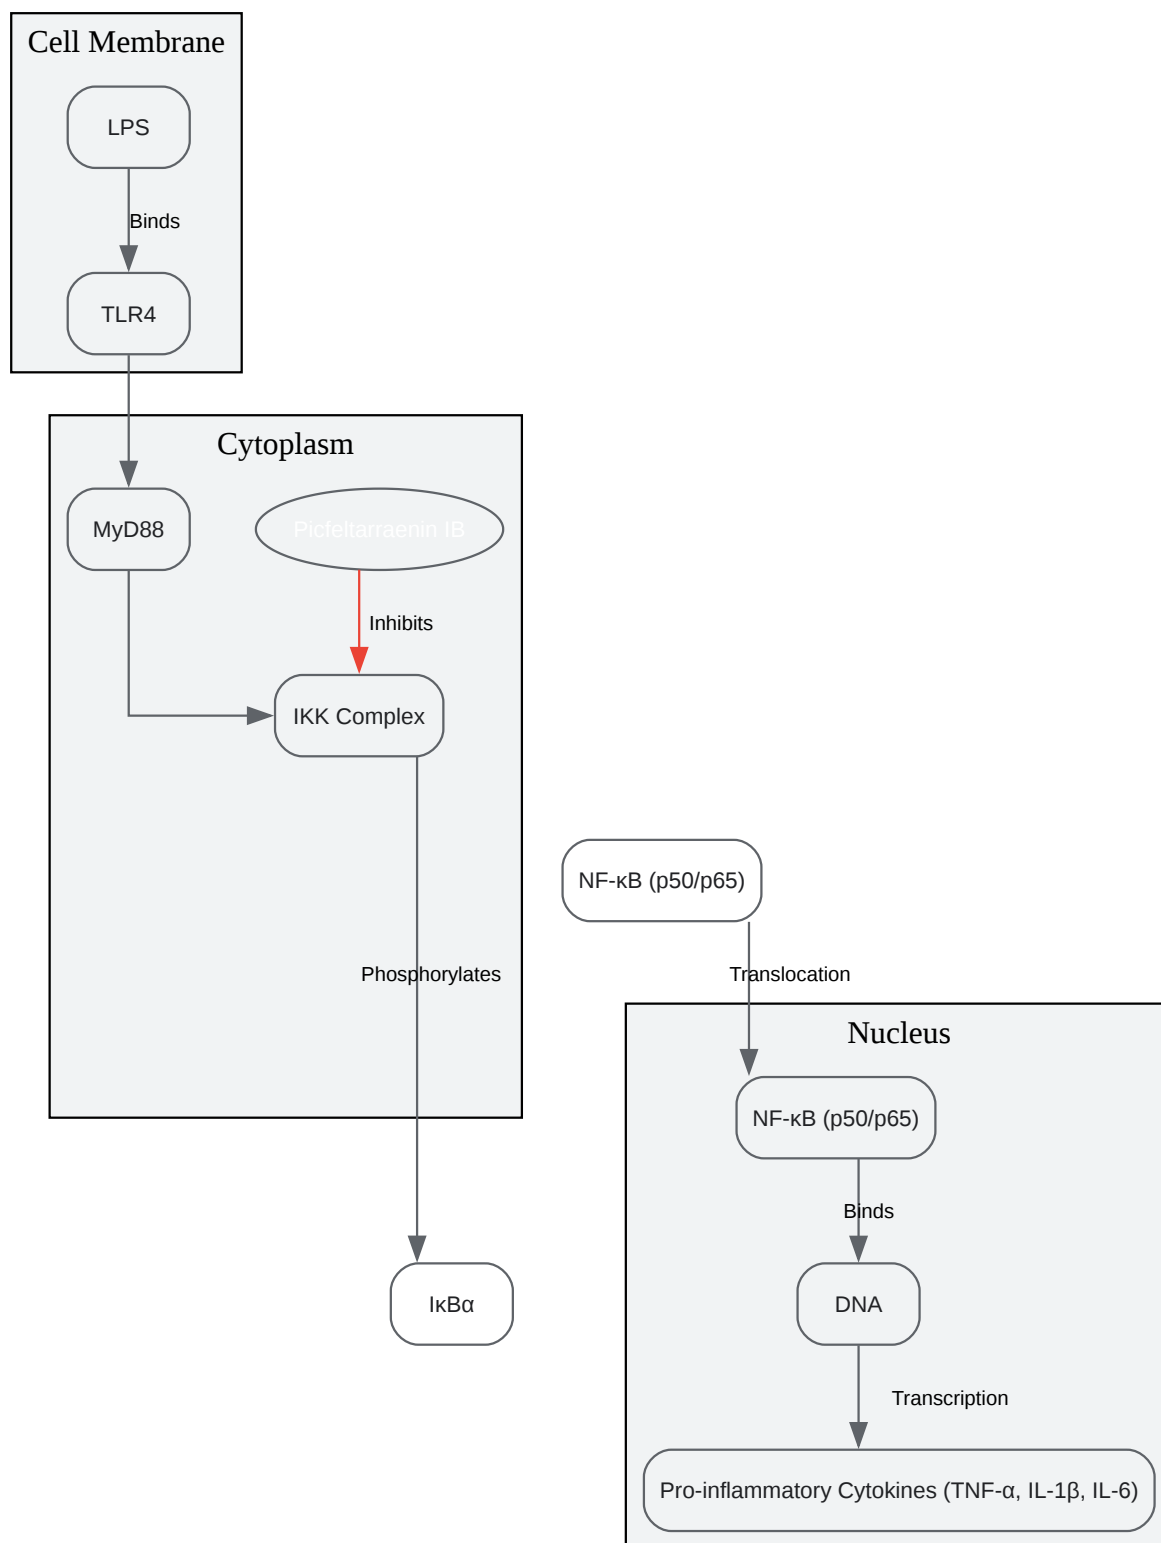 Cell Membrane
LPS
Binds
TLR4
Cytoplasm
MyD88
Picfeltarraenin IB
Inhibits
IKK Complex
NF-κB (p50/p65)
Phosphorylates
Translocation
Nucleus
NF-κB (p50/p65)
Binds
IκBα
DNA
Transcription
Pro-inflammatory Cytokines (TNF-α, IL-1β, IL-6)